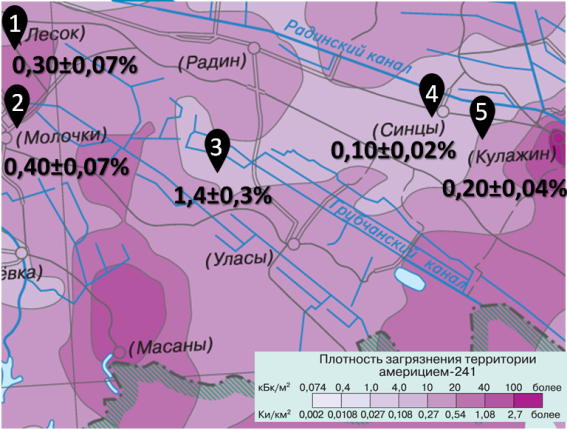 1
(Лесок)
0,30±0,07%
Радинский канал
(Радин)
2
(Молочки)
0,40±0,07%
3
1,4±0,3%
4
(Синцы)
0,10±0,02%
5
(Кулажин)
0,20±0,04%
Грибчанский канал
(Уласы)
ёвка)
(Масаны)
Плотность загрязнения территории
америцием-241
кБк/м² 0,074 0,4 1,0 4,0 10 20 40 100 более
Ки/км² 0,002 0,0108 0,027 0,108 0,27 0,54 1,08 2,7 более